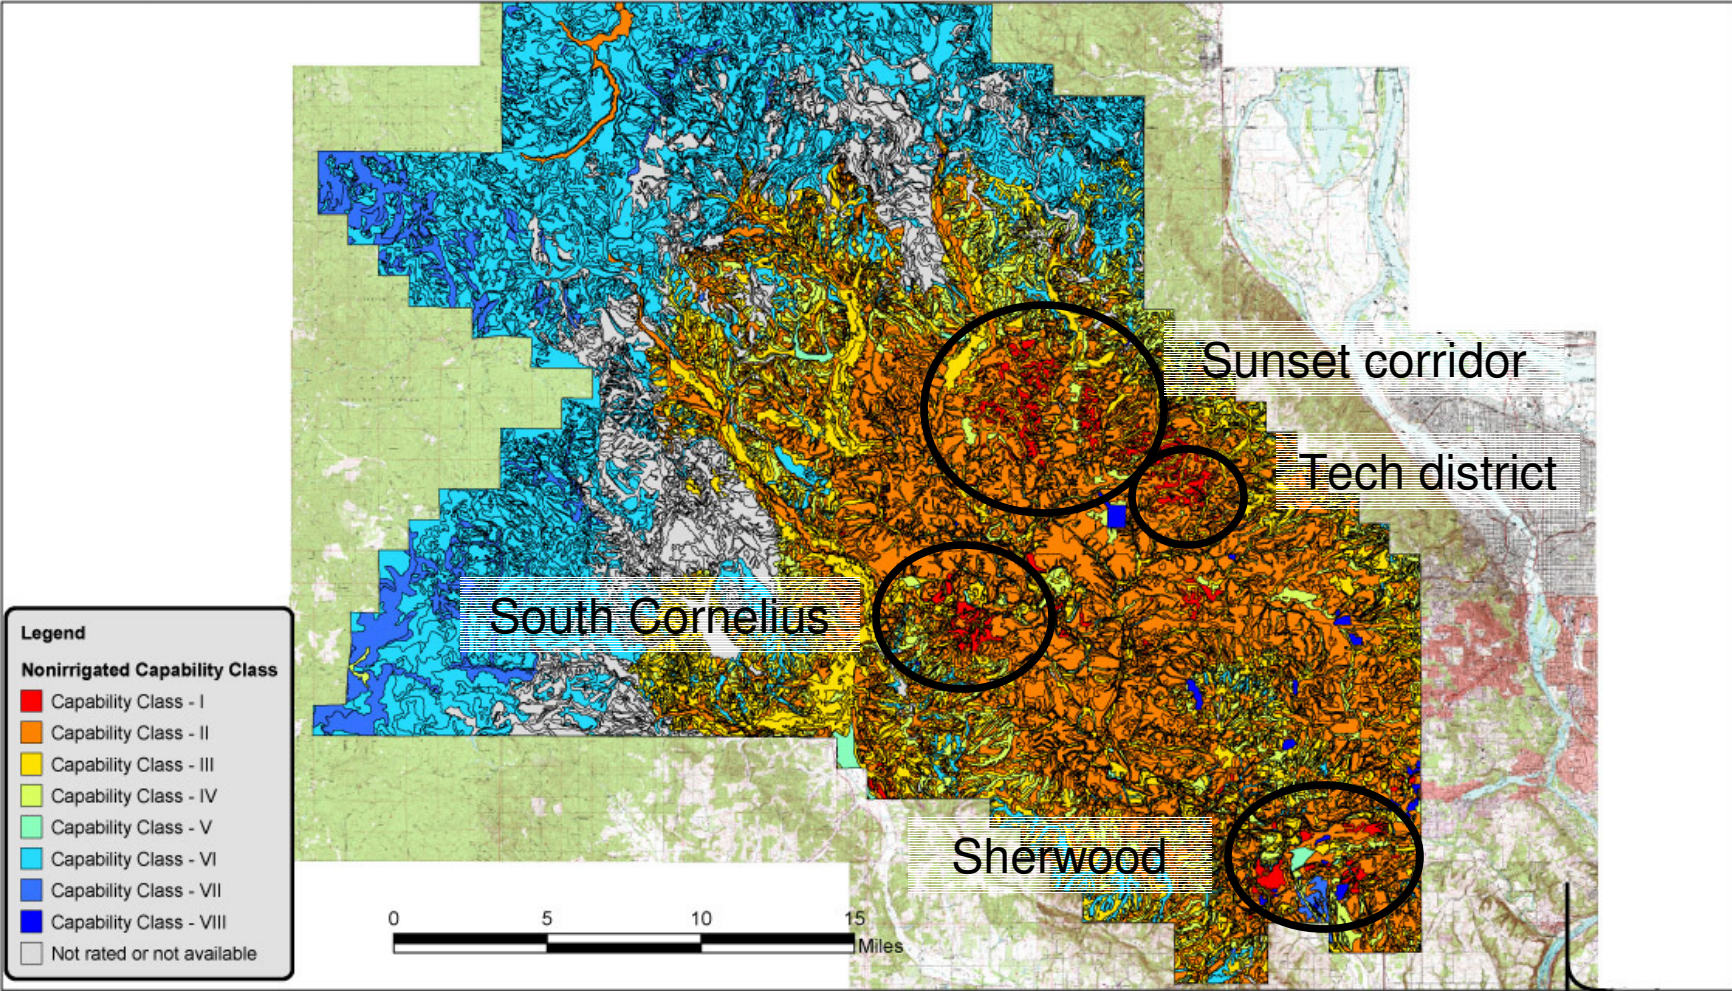 Sunset corridor
Tech district
South Cornelius
Sherwood
Legend
Nonirrigated Capability Class
Capability Class - I
Capability Class - II
Capability Class - III
Capability Class - IV
Capability Class - V
Capability Class - VI
Capability Class - VII
Capability Class - VIII
Not rated or not available
0 5 10 15
Miles